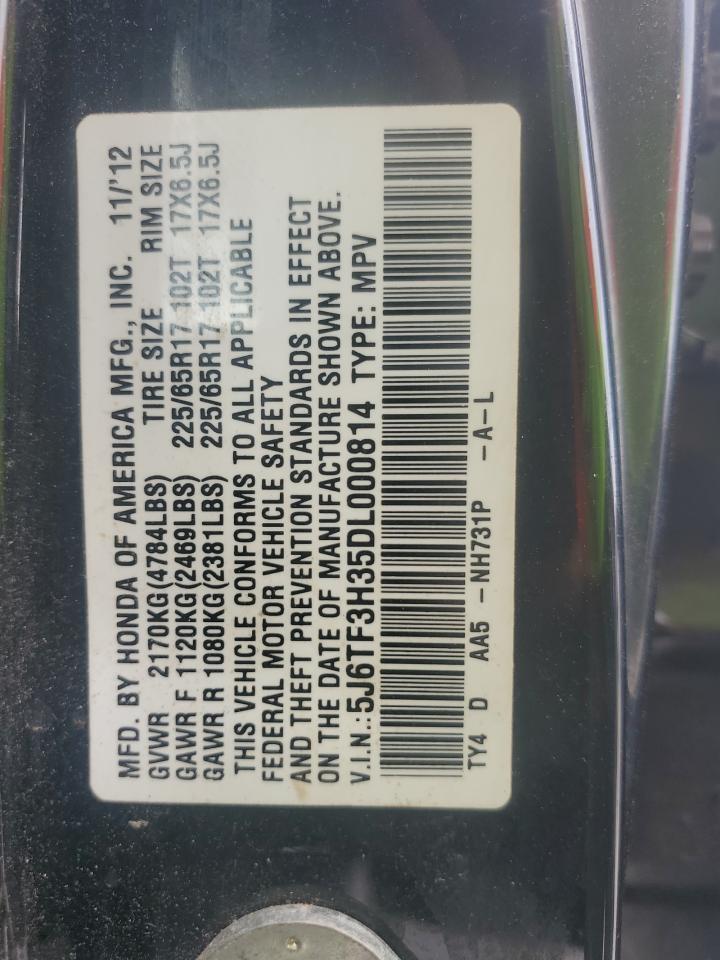 MFD. BY HONDA OF AMERICA MFG., INC. 11/'12
GVWR 2170KG(4784LBS) TIRE SIZE RIM SIZE
GAWR F 1120KG(2469LBS) 225/65R17 102T 17X6.5J
GAWR R 1080KG(2381LBS) 225/65R17 102T 17X6.5J
THIS VEHICLE CONFORMS TO ALL APPLICABLE
FEDERAL MOTOR VEHICLE SAFETY
AND THEFT PREVENTION STANDARDS IN EFFECT
ON THE DATE OF MANUFACTURE SHOWN ABOVE.
V.I.N.:5J6TF3H35DL000814 TYPE: MPV
TY4 D AA5 -NH731P -A-L